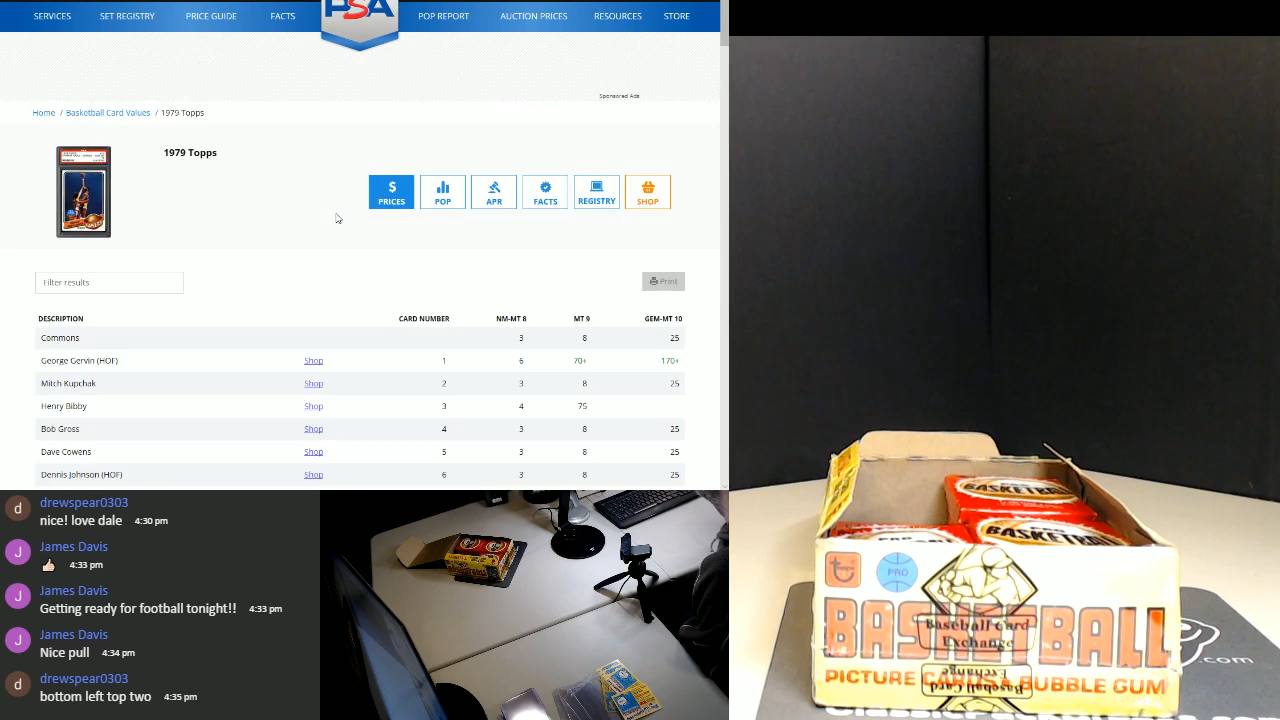 SERVICES SET REGISTRY PRICE GUIDE FACTS PSA POP REPORT AUCTION PRICES RESOURCES STORE
Sponsored Ads
Home / Basketball Card Values / 1979 Topps
1979 Topps
$ PRICES POP APR FACTS REGISTRY SHOP
Filter results
Print
DESCRIPTION CARD NUMBER NM-MT 8 MT 9 GEM-MT 10
Commons 3 8 25
George Gervin (HOF) Shop 1 6 70+ 170+
Mitch Kupchak Shop 2 3 8 25
Henry Bibby Shop 3 4 75
Bob Gross Shop 4 3 8 25
Dave Cowens Shop 5 3 8 25
Dennis Johnson (HOF) Shop 6 3 8 25
d drewspear0303
nice! love dale 4:30 pm
J James Davis
👍🏻 4:33 pm
J James Davis
Getting ready for football tonight!! 4:33 pm
J James Davis
Nice pull 4:34 pm
d drewspear0303
bottom left top two 4:35 pm
BASKETBALL
BASKETBALL
PRO
BASKETBALL
Baseball Card
Exchange
PICTURE CARDS & BUBBLE GUM
Baseball Card
Exchange
.com